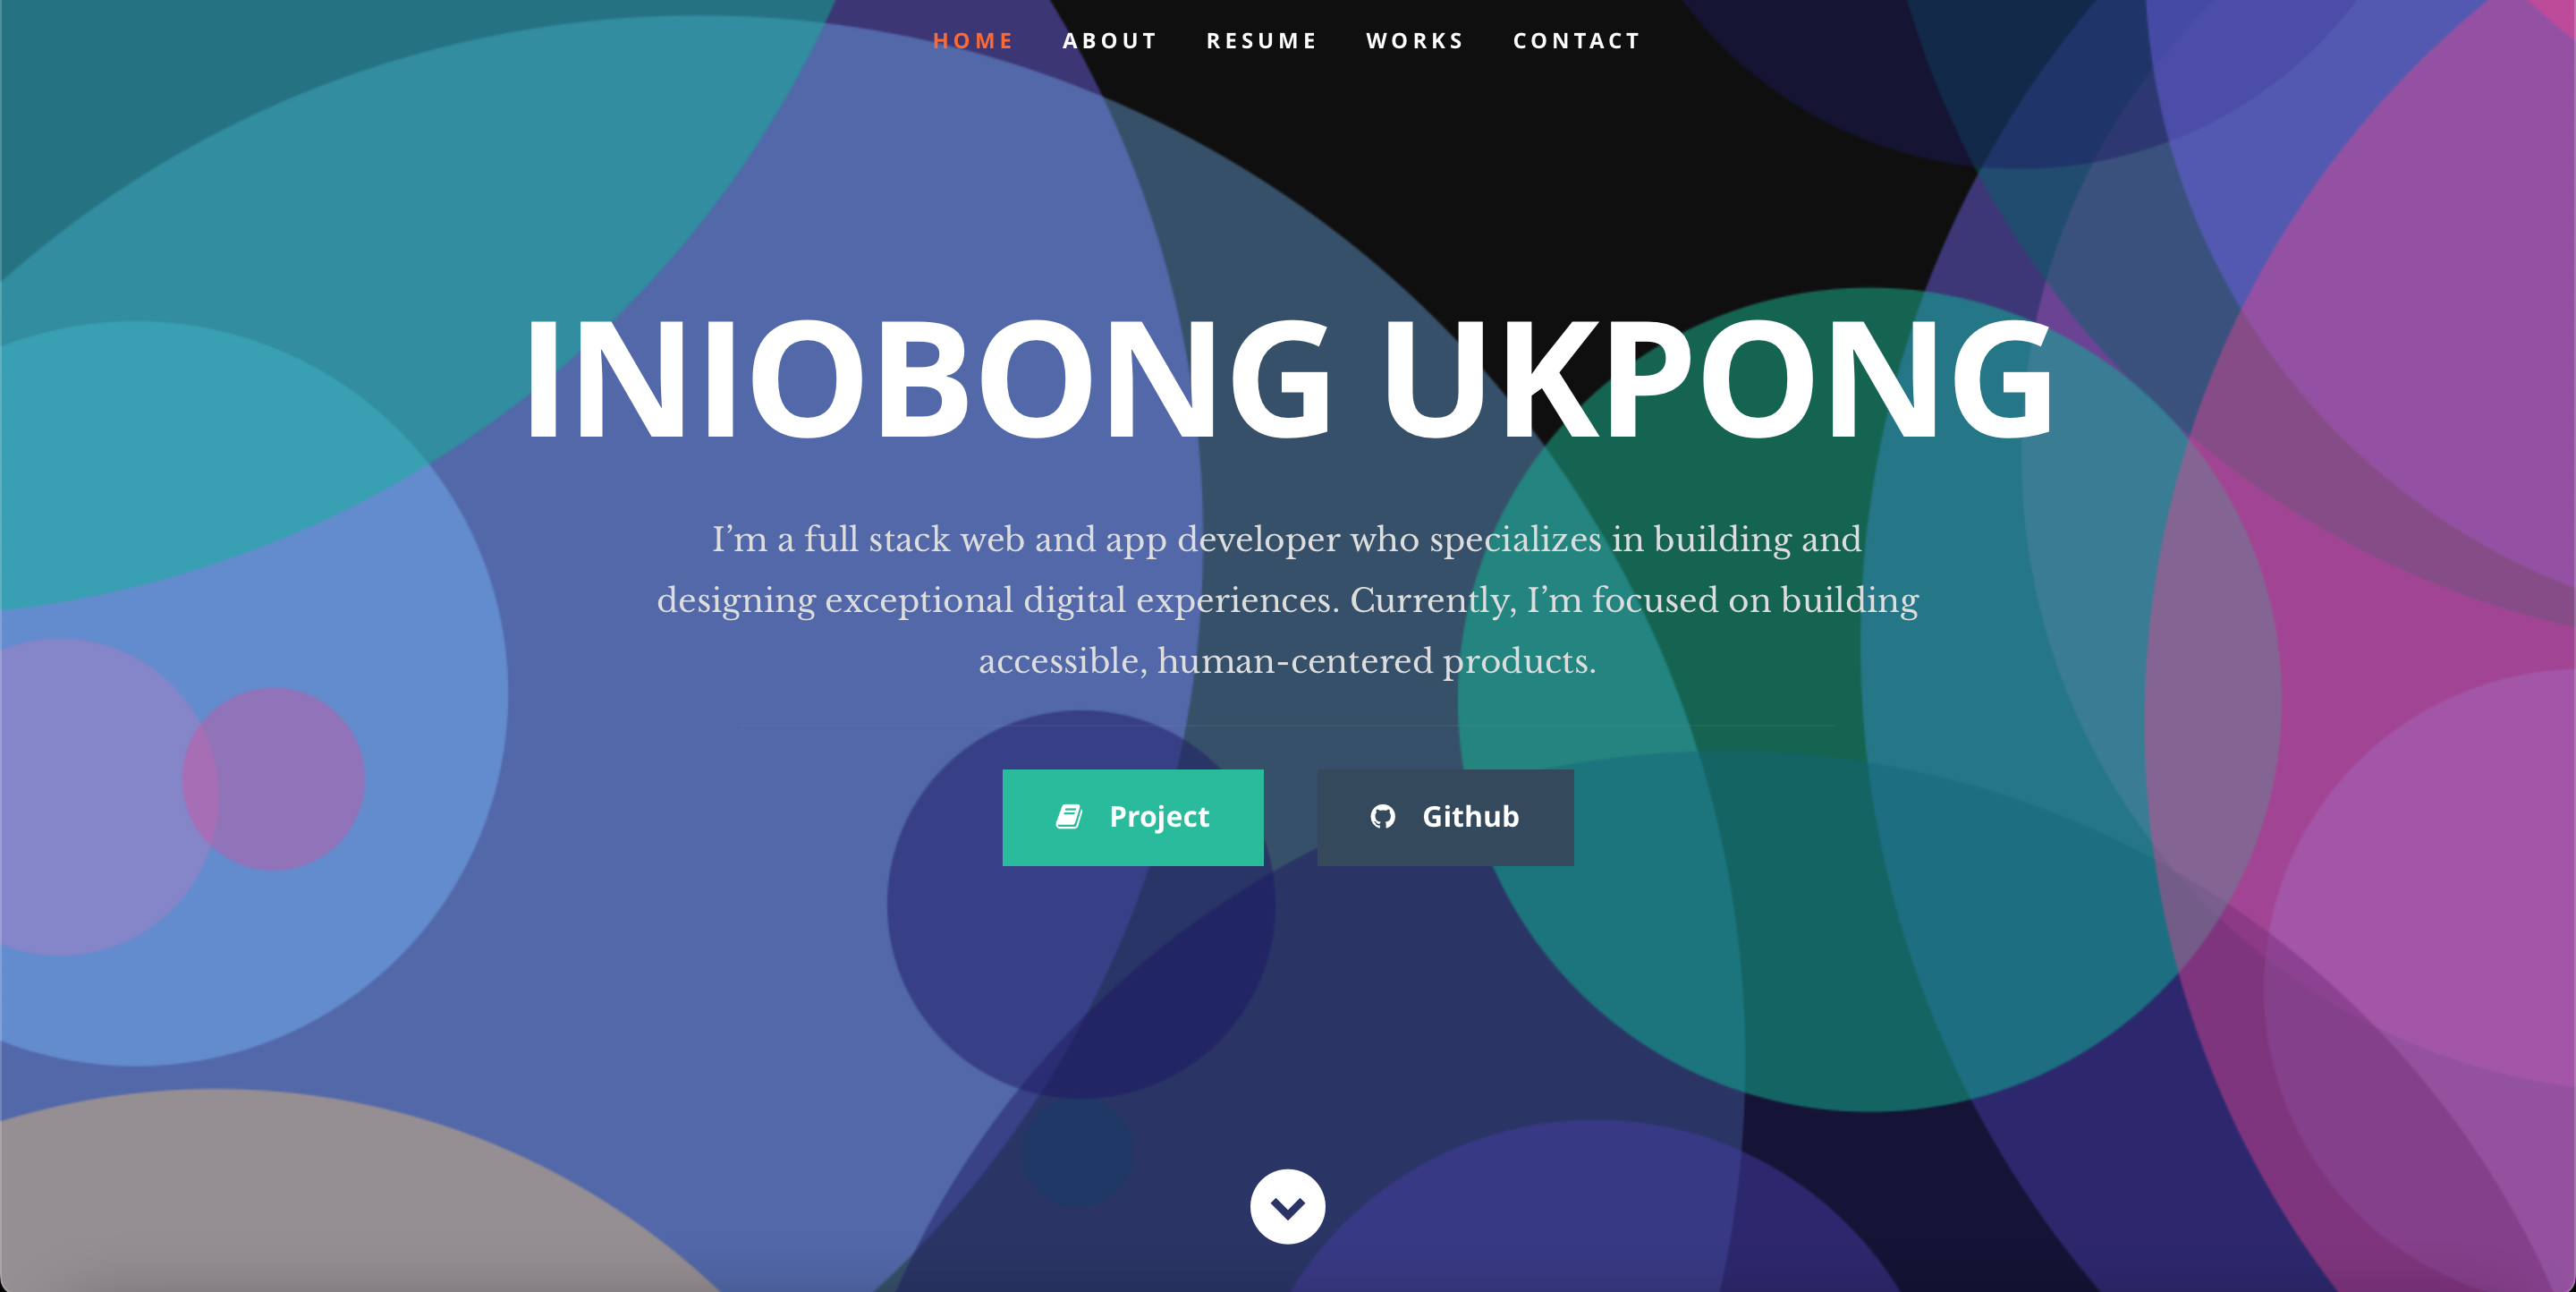 HOME ABOUT RESUME WORKS CONTACT
INIOBONG UKPONG
I’m a full stack web and app developer who specializes in building and
designing exceptional digital experiences. Currently, I’m focused on building
accessible, human-centered products.
Project Github